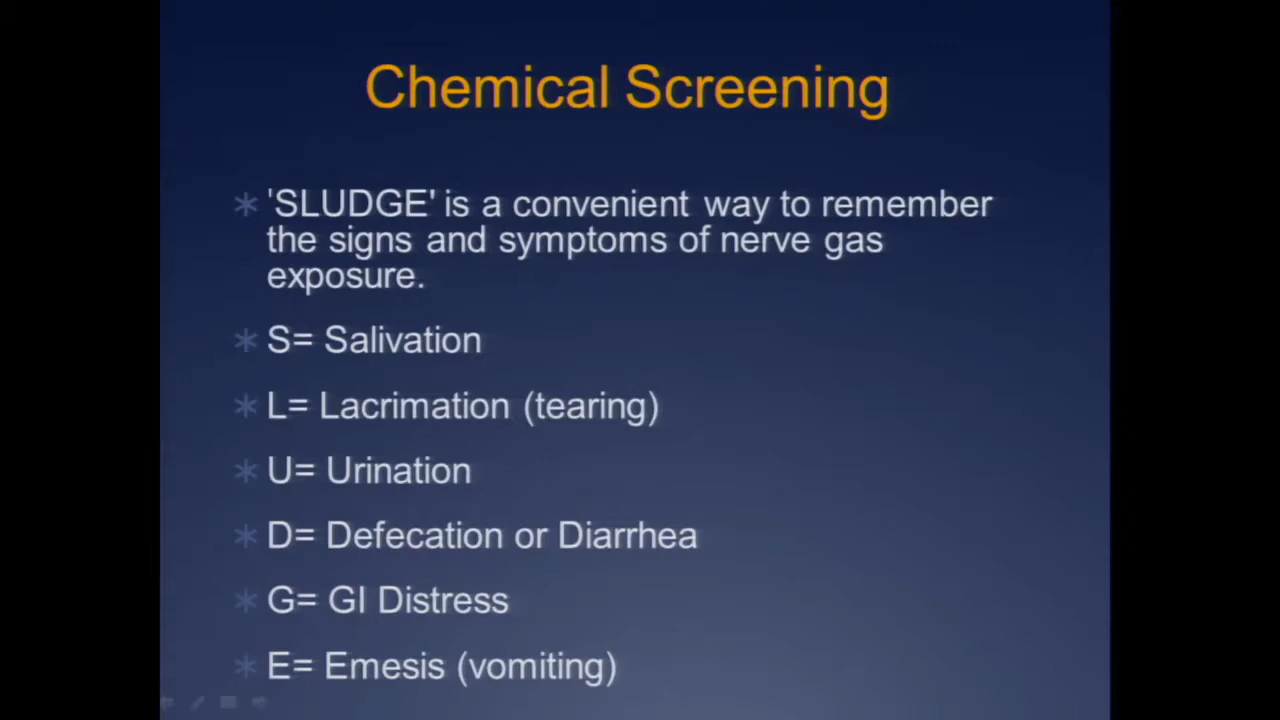 Chemical Screening
* 'SLUDGE' is a convenient way to remember
the signs and symptoms of nerve gas
exposure.
* S= Salivation
* L= Lacrimation (tearing)
* U= Urination
* D= Defecation or Diarrhea
* G= GI Distress
* E= Emesis (vomiting)